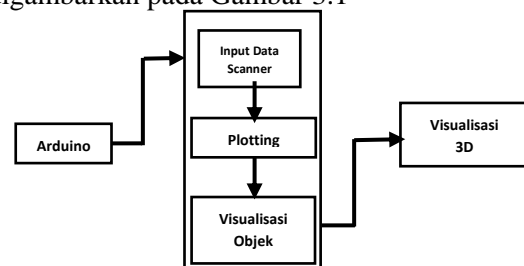 digambarkan pada Gambar 3.1
Input Data
Scanner
Arduino
Plotting
Visualisasi
Objek
Visualisasi
3D